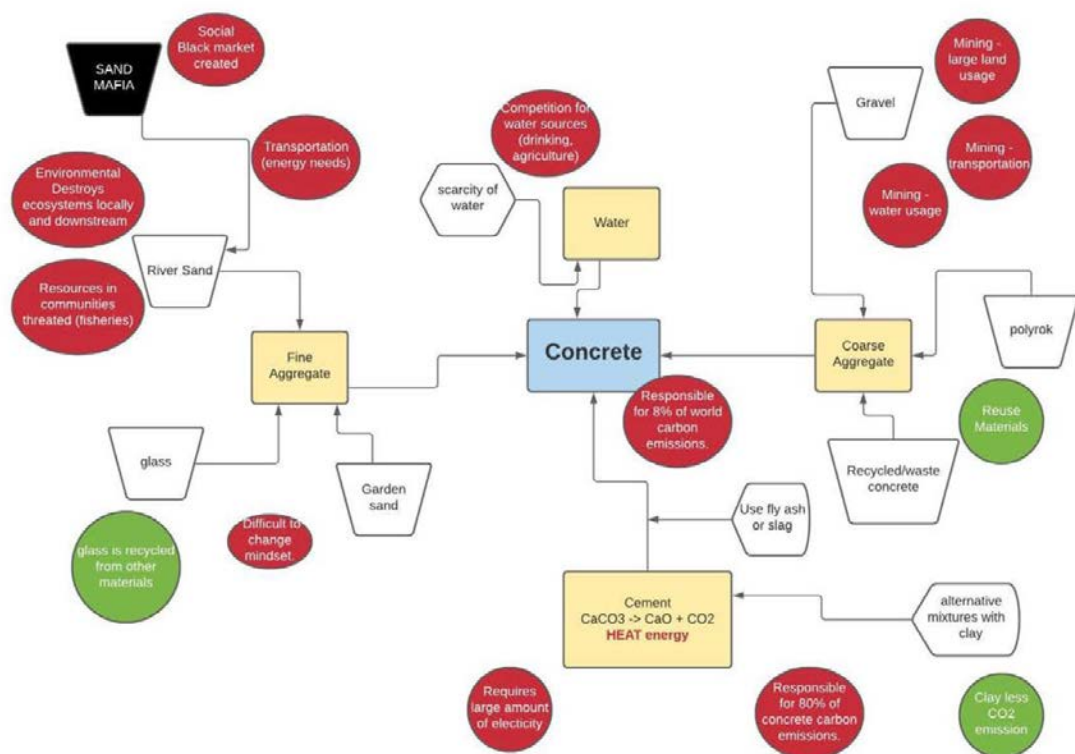 Social
Black market
created
SAND
MAFIA
Transportation
(energy needs)
Environmental
Destroys
ecosystems locally
and downstream
River Sand
Resources in
communities
threated (fisheries)
Fine
Aggregate
glass
Garden
sand
glass is recycled
from other
materials
Difficult to
change
mindset.
Competition for
water sources
(drinking,
agriculture)
scarcity of
water
Water
Concrete
Responsible
for 8% of world
carbon
emissions.
Use fly ash
or slag
Cement
CaCO3 -> CaO + CO2
HEAT energy
Requires
large amount
of electicity
Responsible
for 80% of
concrete carbon
emissions.
Mining -
large land
usage
Gravel
Mining -
transportation
Mining -
water usage
Coarse
Aggregate
polyrok
Reuse
Materials
Recycled/waste
concrete
alternative
mixtures with
clay
Clay less
CO2
emission